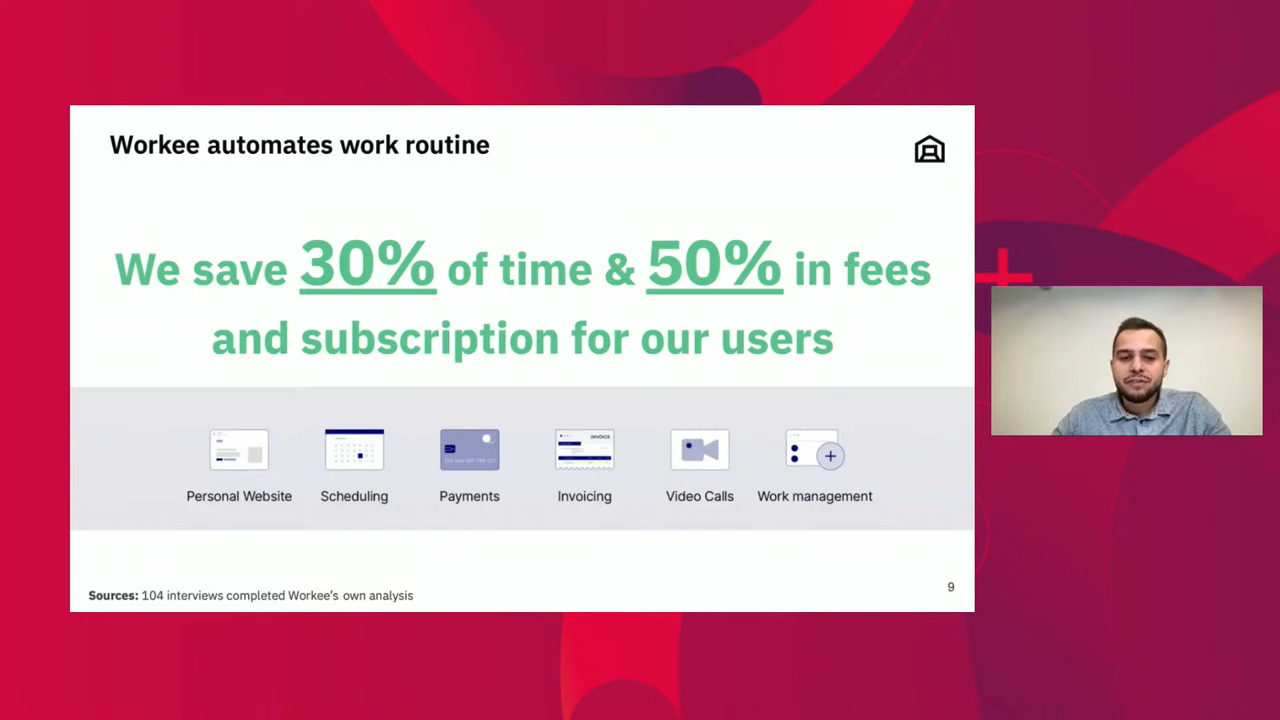 Workee automates work routine
We save 30% of time & 50% in fees
and subscription for our users
INVOICE
Personal Website
Scheduling
Payments
Invoicing
Video Calls
Work management
Sources: 104 interviews completed Workee's own analysis
9